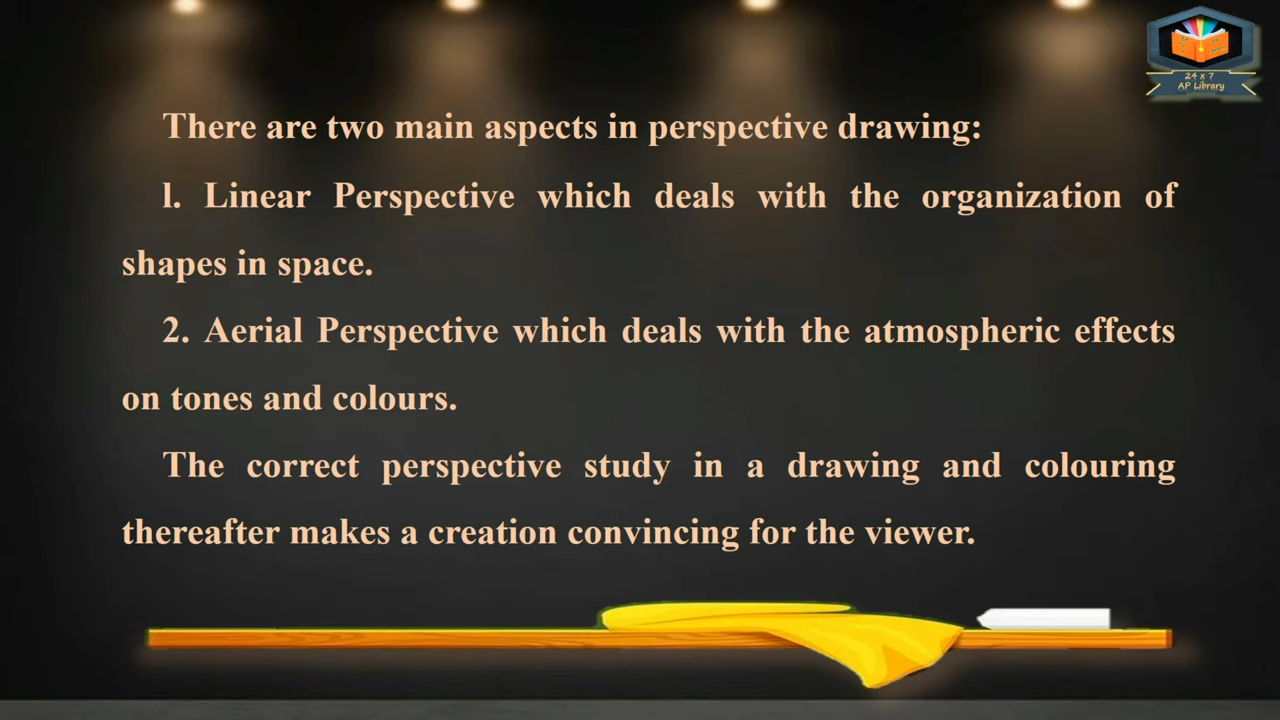 24 x 7
AP Library
There are two main aspects in perspective drawing:
l. Linear Perspective which deals with the organization of
shapes in space.
2. Aerial Perspective which deals with the atmospheric effects
on tones and colours.
The correct perspective study in a drawing and colouring
thereafter makes a creation convincing for the viewer.